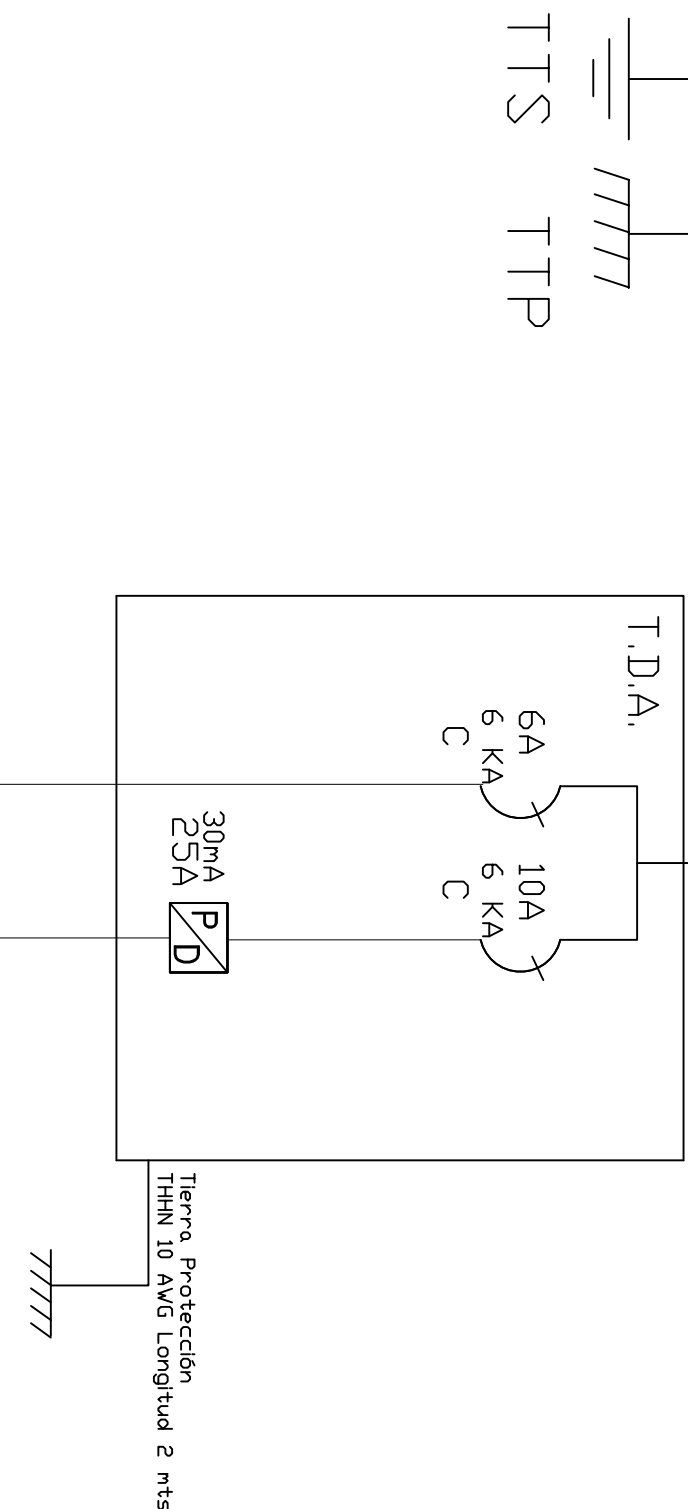 TTS
TTP
T.D.A.
6A
6 KA
C
10A
6 KA
C
30mA
25A
P
D
Tierra Protección
THHN 10 AWG Longitud 2 mts